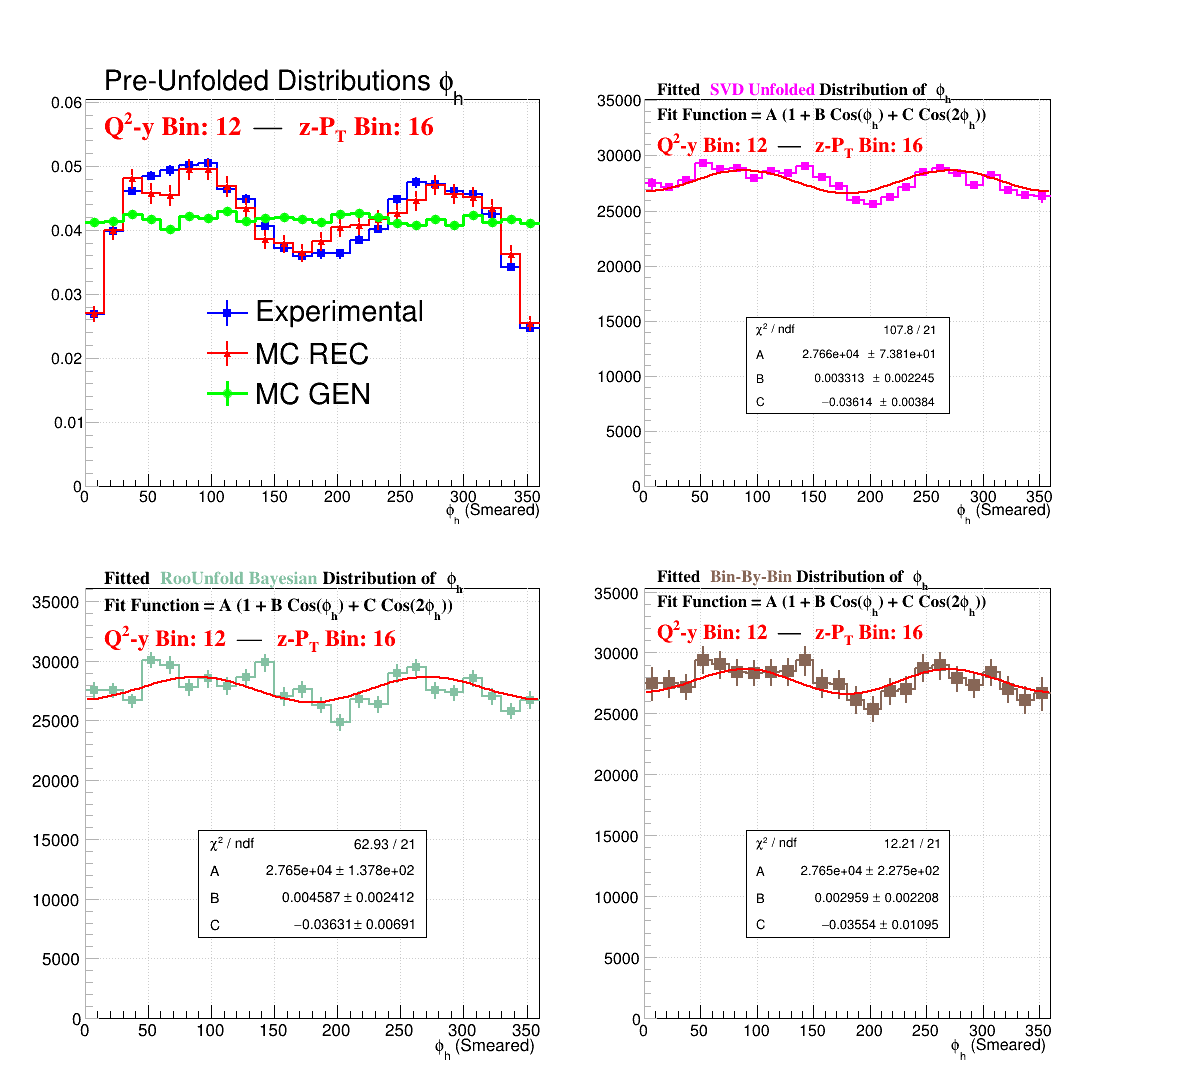 Pre-Unfolded Distributions ϕh
Q²-y Bin: 12 — z-PT Bin: 16
0.06
0.05
0.04
0.03
0.02
0.01
0
Experimental
MC REC
MC GEN
0 50 100 150 200 250 300 350
ϕh (Smeared)
Fitted SVD Unfolded Distribution of ϕh
Fit Function = A (1 + B Cos(ϕh) + C Cos(2ϕh))
Q²-y Bin: 12 — z-PT Bin: 16
35000
30000
25000
20000
15000
10000
5000
0
χ² / ndf 107.8 / 21
A 2.766e+04 ± 7.381e+01
B 0.003313 ± 0.002245
C −0.03614 ± 0.00384
0 50 100 150 200 250 300 350
ϕh (Smeared)
Fitted RooUnfold Bayesian Distribution of ϕh
Fit Function = A (1 + B Cos(ϕh) + C Cos(2ϕh))
Q²-y Bin: 12 — z-PT Bin: 16
35000
30000
25000
20000
15000
10000
5000
0
χ² / ndf 62.93 / 21
A 2.765e+04 ± 1.378e+02
B 0.004587 ± 0.002412
C −0.03631 ± 0.00691
0 50 100 150 200 250 300 350
ϕh (Smeared)
Fitted Bin-By-Bin Distribution of ϕh
Fit Function = A (1 + B Cos(ϕh) + C Cos(2ϕh))
Q²-y Bin: 12 — z-PT Bin: 16
35000
30000
25000
20000
15000
10000
5000
0
χ² / ndf 12.21 / 21
A 2.765e+04 ± 2.275e+02
B 0.002959 ± 0.002208
C −0.03554 ± 0.01095
0 50 100 150 200 250 300 350
ϕh (Smeared)